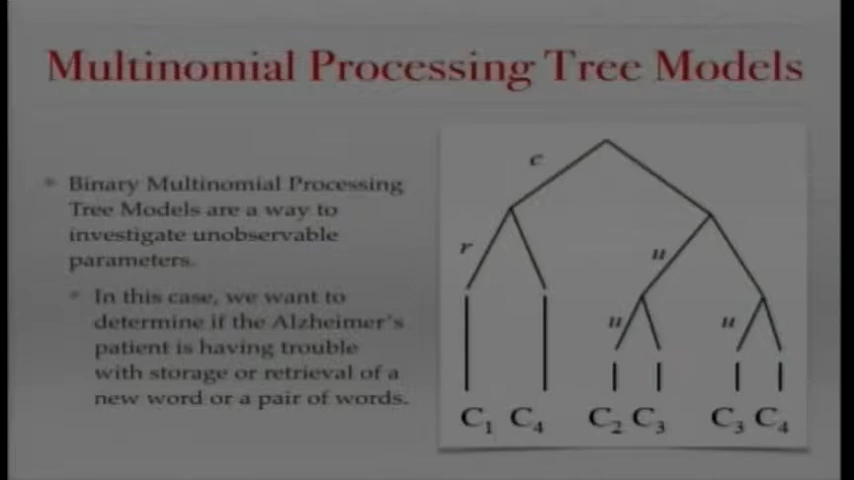 Multinomial Processing Tree Models
Binary Multinomial Processing
Tree Models are a way to
investigate unobservable
parameters.
In this case, we want to
determine if the Alzheimer's
patient is having trouble
with storage or retrieval of a
new word or a pair of words.
c
r
u
u
u
C₁ C₄ C₂ C₃ C₃ C₄